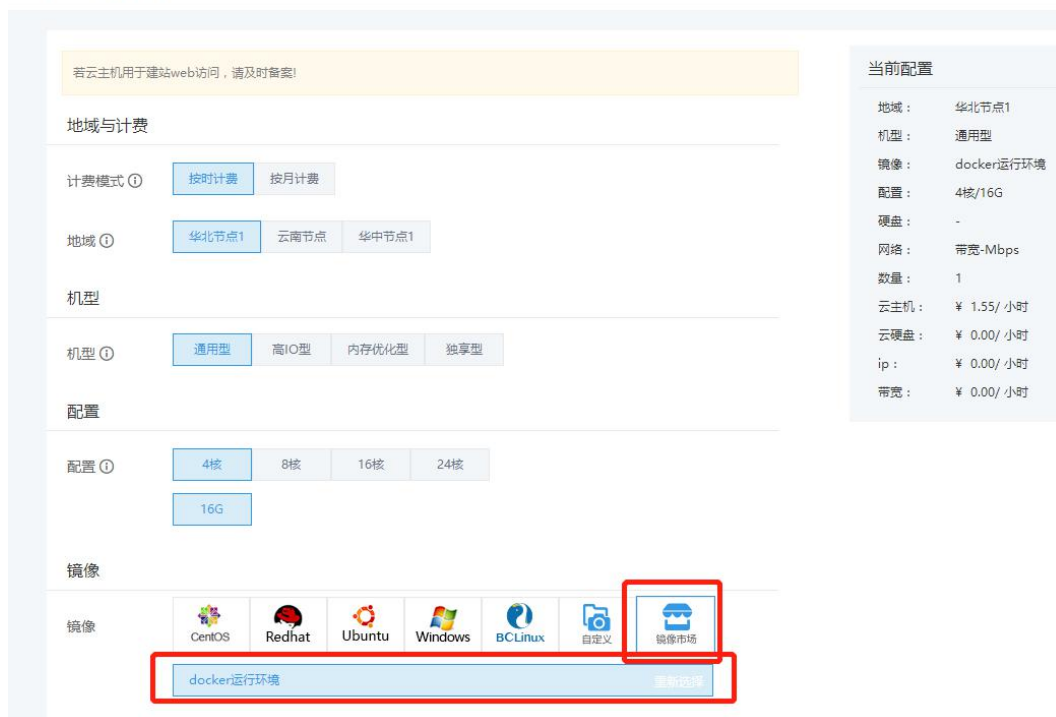 若云主机用于建站web访问，请及时备案!
地域与计费
计费模式
按时计费
按月计费
地域
华北节点1
云南节点
华中节点1
机型
机型
通用型
高IO型
内存优化型
独享型
配置
配置
4核
8核
16核
24核
16G
镜像
镜像
CentOS
Redhat
Ubuntu
Windows
BCLinux
自定义
镜像市场
docker运行环境
重新选择
当前配置
地域： 华北节点1
机型： 通用型
镜像： docker运行环境
配置： 4核/16G
硬盘： -
网络： 带宽-Mbps
数量： 1
云主机： ¥ 1.55/ 小时
云硬盘： ¥ 0.00/ 小时
ip： ¥ 0.00/ 小时
带宽： ¥ 0.00/ 小时